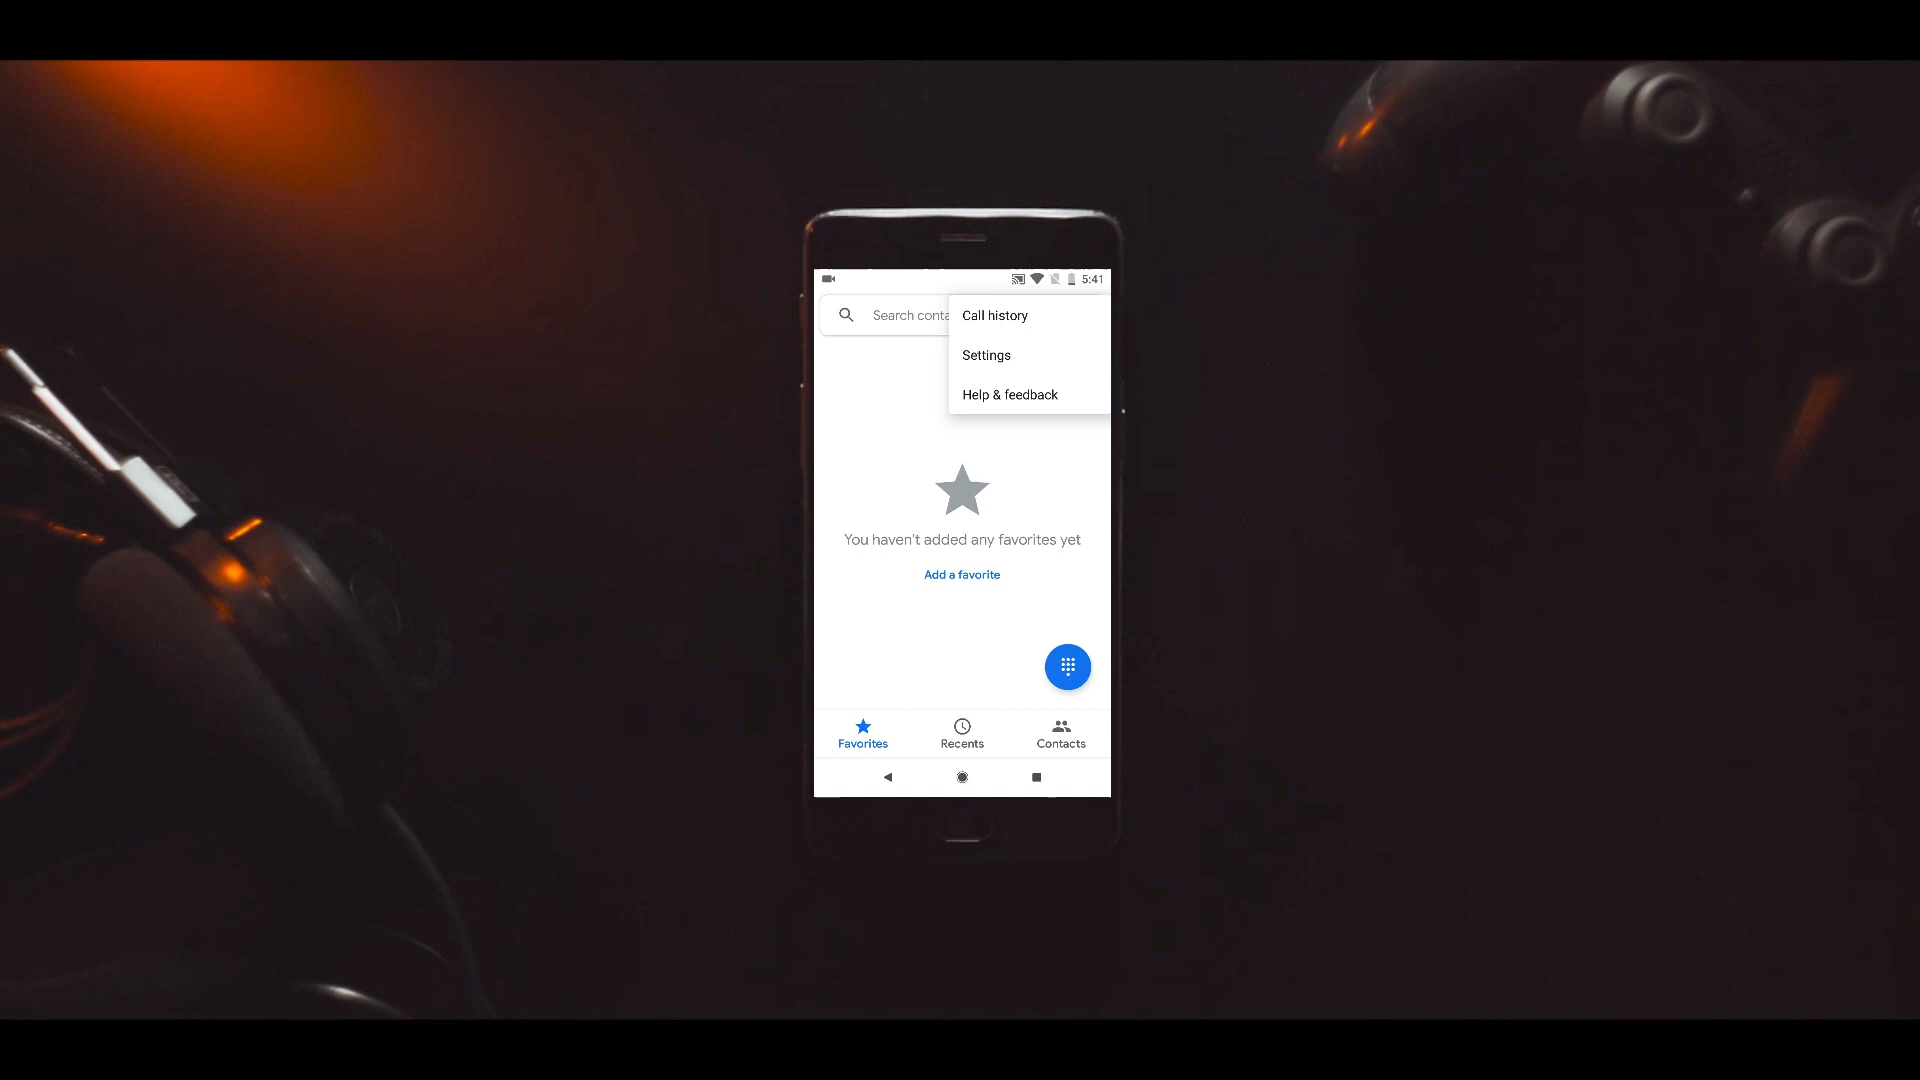 5:41
Search conta
Call history
Settings
Help & feedback
You haven't added any favorites yet
Add a favorite
Favorites
Recents
Contacts